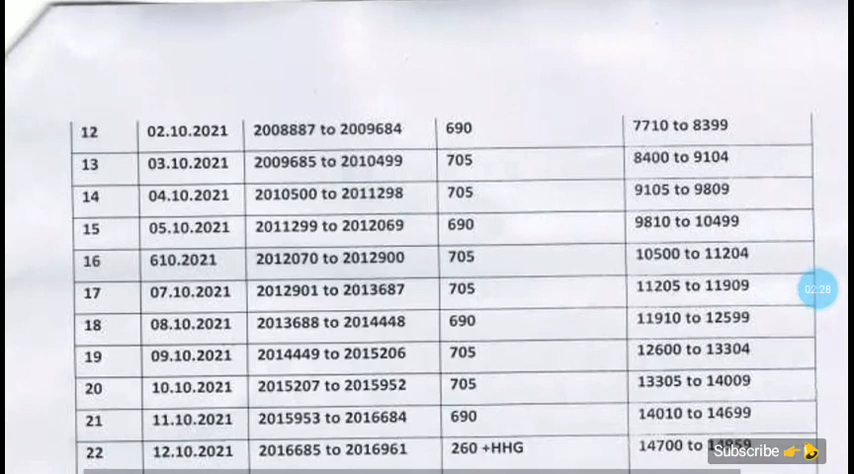 12 02.10.2021 2008887 to 2009684 690 7710 to 8399
13 03.10.2021 2009685 to 2010499 705 8400 to 9104
14 04.10.2021 2010500 to 2011298 705 9105 to 9809
15 05.10.2021 2011299 to 2012069 690 9810 to 10499
16 610.2021 2012070 to 2012900 705 10500 to 11204
17 07.10.2021 2012901 to 2013687 705 11205 to 11909
02:28
18 08.10.2021 2013688 to 2014448 690 11910 to 12599
19 09.10.2021 2014449 to 2015206 705 12600 to 13304
20 10.10.2021 2015207 to 2015952 705 13305 to 14009
21 11.10.2021 2015953 to 2016684 690 14010 to 14699
22 12.10.2021 2016685 to 2016961 260 +HHG 14700 to
Subscribe